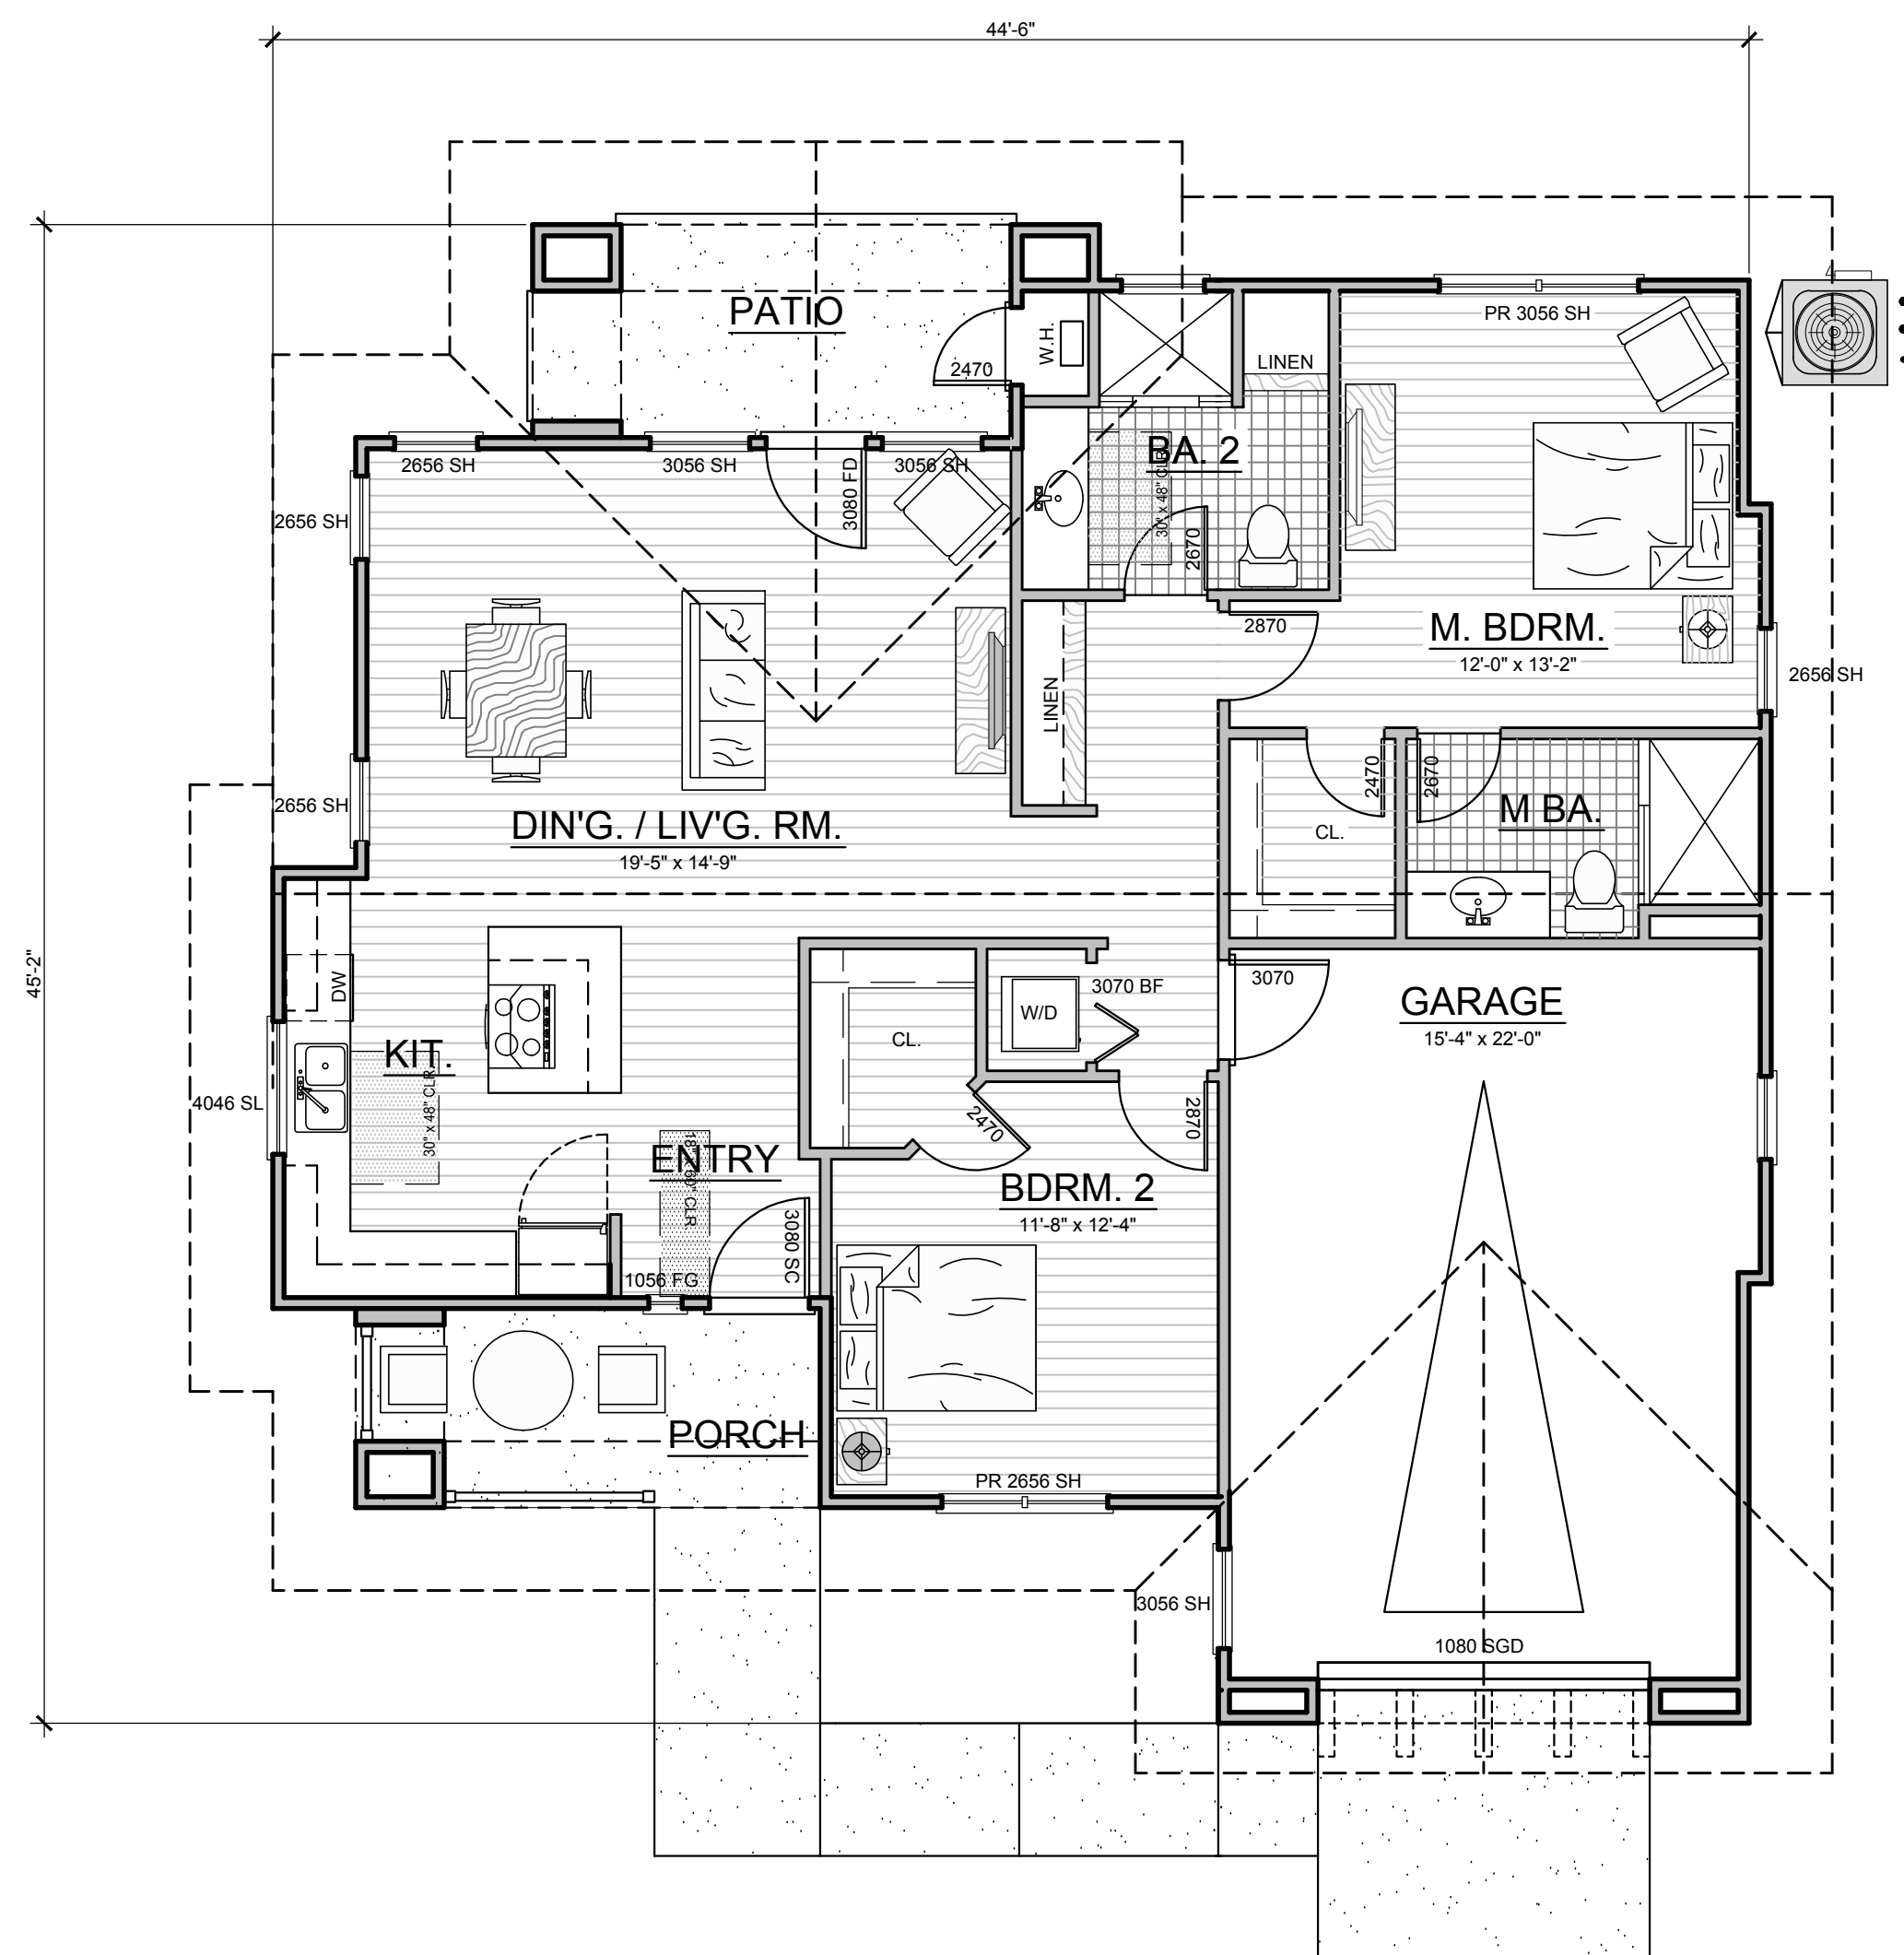 44'-6"
PATIO
PR 3056 SH
W.H.
LINEN
2470
BA. 2
2656 SH
3056 SH
3056 SH
3080 FD
30" x 48" CLR.
2656 SH
2670
2870
M. BDRM.
12'-0" x 13'-2"
2656 SH
LINEN
2470
2670
2656 SH
DIN'G. / LIV'G. RM.
19'-5" x 14'-9"
M BA.
CL.
45'-2"
DW
3070 BF
3070
GARAGE
15'-4" x 22'-0"
W/D
CL.
KIT.
30" x 48" CLR.
4046 SL
2470
2870
ENTRY
CLR.
BDRM. 2
11'-8" x 12'-4"
3080 SC
1056 FG
PORCH
PR 2656 SH
3056 SH
1080 SGD